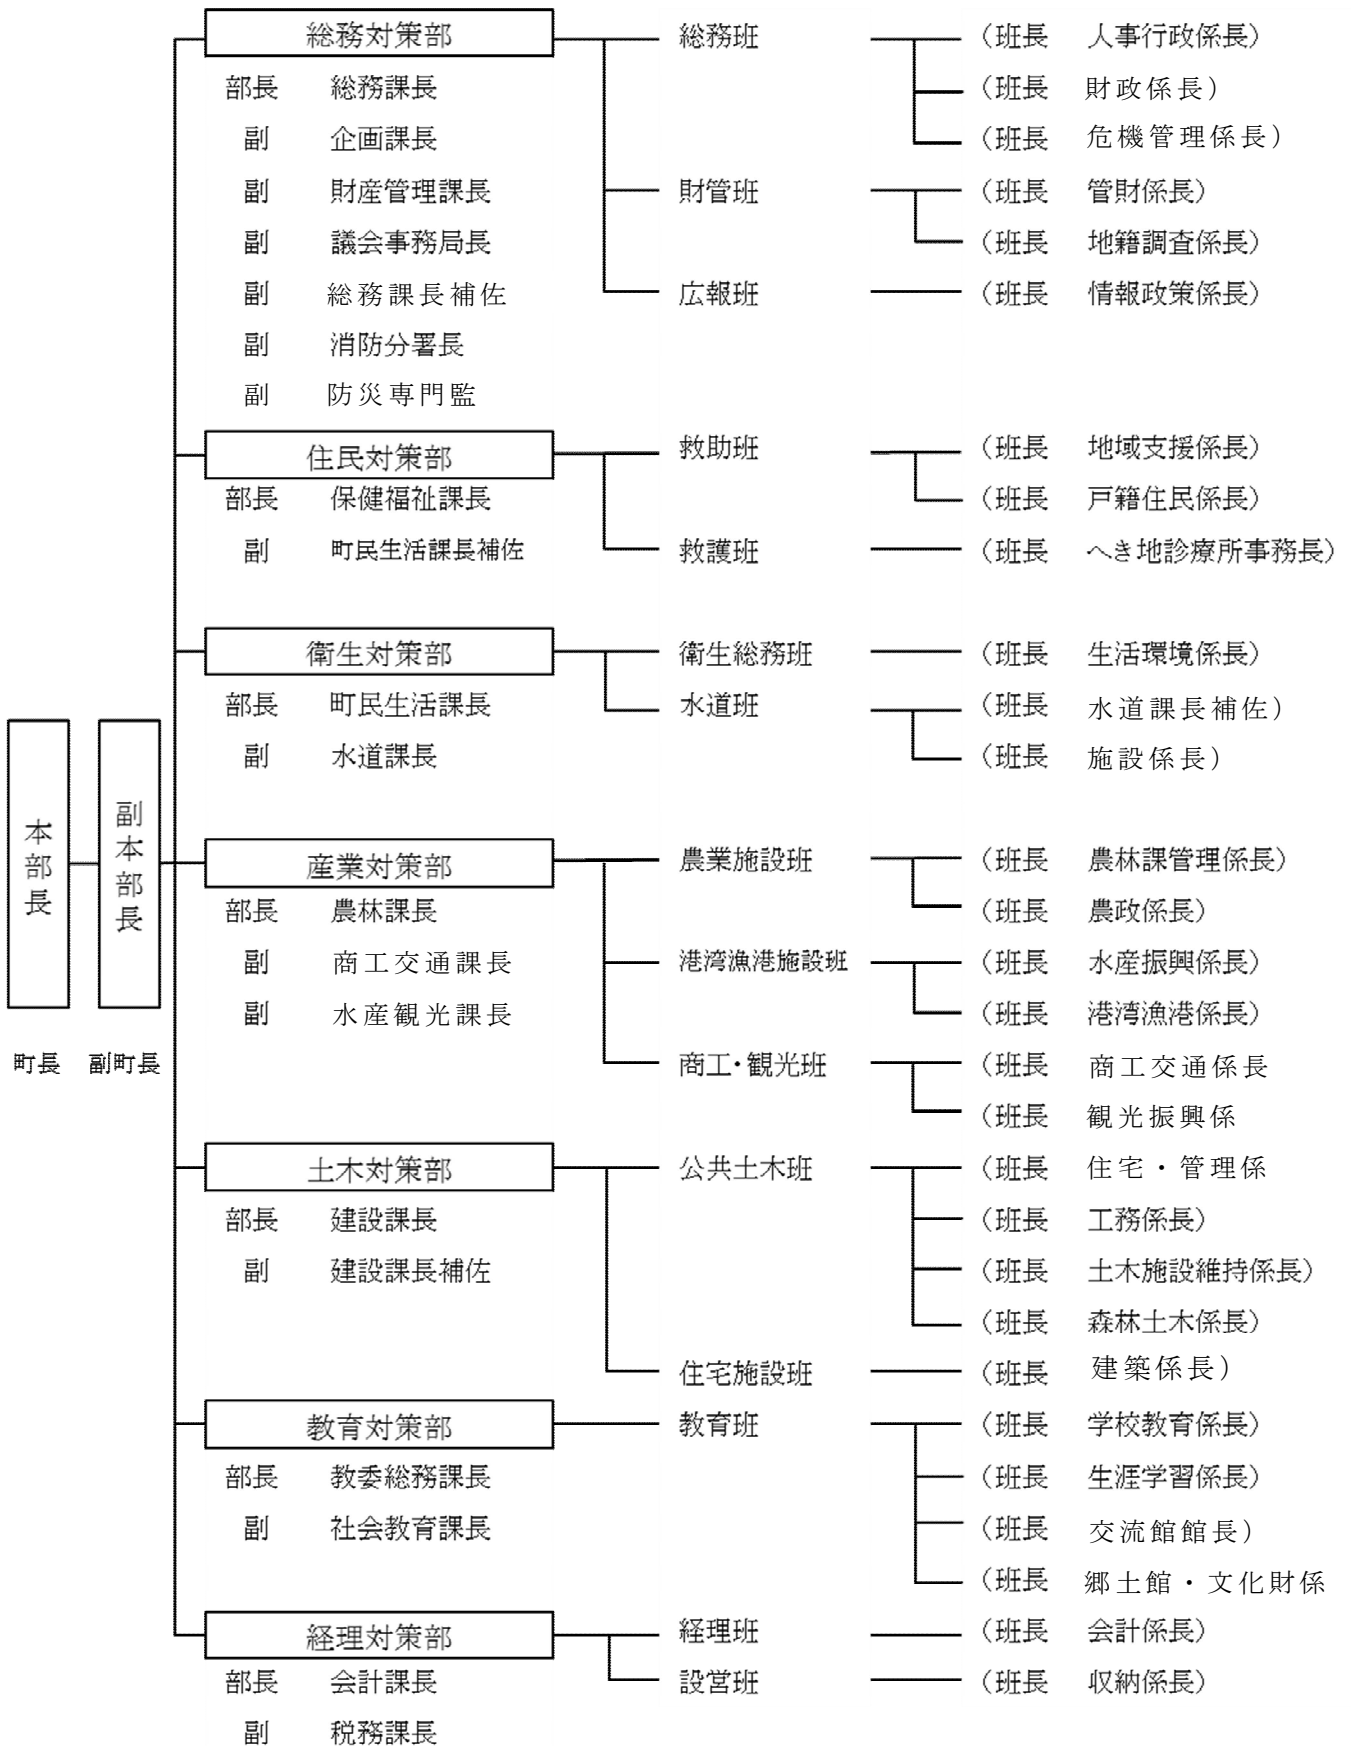 総務対策部 総務班 (班長 人事行政係長)
部長 総務課長 (班長 財政係長)
副 企画課長 (班長 危機管理係長)
副 財産管理課長 財管班 (班長 管財係長)
副 議会事務局長 (班長 地籍調査係長)
副 総務課長補佐 広報班 (班長 情報政策係長)
副 消防分署長
副 防災専門監
住民対策部 救助班 (班長 地域支援係長)
部長 保健福祉課長 (班長 戸籍住民係長)
副 町民生活課長補佐 救護班 (班長 へき地診療所事務長)
衛生対策部 衛生総務班 (班長 生活環境係長)
部長 町民生活課長 水道班 (班長 水道課長補佐)
副 水道課長 (班長 施設係長)
本部長
副本部長
町長 副町長
産業対策部 農業施設班 (班長 農林課管理係長)
部長 農林課長 (班長 農政係長)
副 商工交通課長 港湾漁港施設班 (班長 水産振興係長)
副 水産観光課長 (班長 港湾漁港係長)
商工・観光班 (班長 商工交通係長
(班長 観光振興係
土木対策部 公共土木班 (班長 住宅・管理係
部長 建設課長 (班長 工務係長)
副 建設課長補佐 (班長 土木施設維持係長)
(班長 森林土木係長)
住宅施設班 (班長 建築係長)
教育対策部 教育班 (班長 学校教育係長)
部長 教委総務課長 (班長 生涯学習係長)
副 社会教育課長 (班長 交流館館長)
(班長 郷土館・文化財係
経理対策部 経理班 (班長 会計係長)
部長 会計課長 設営班 (班長 収納係長)
副 税務課長